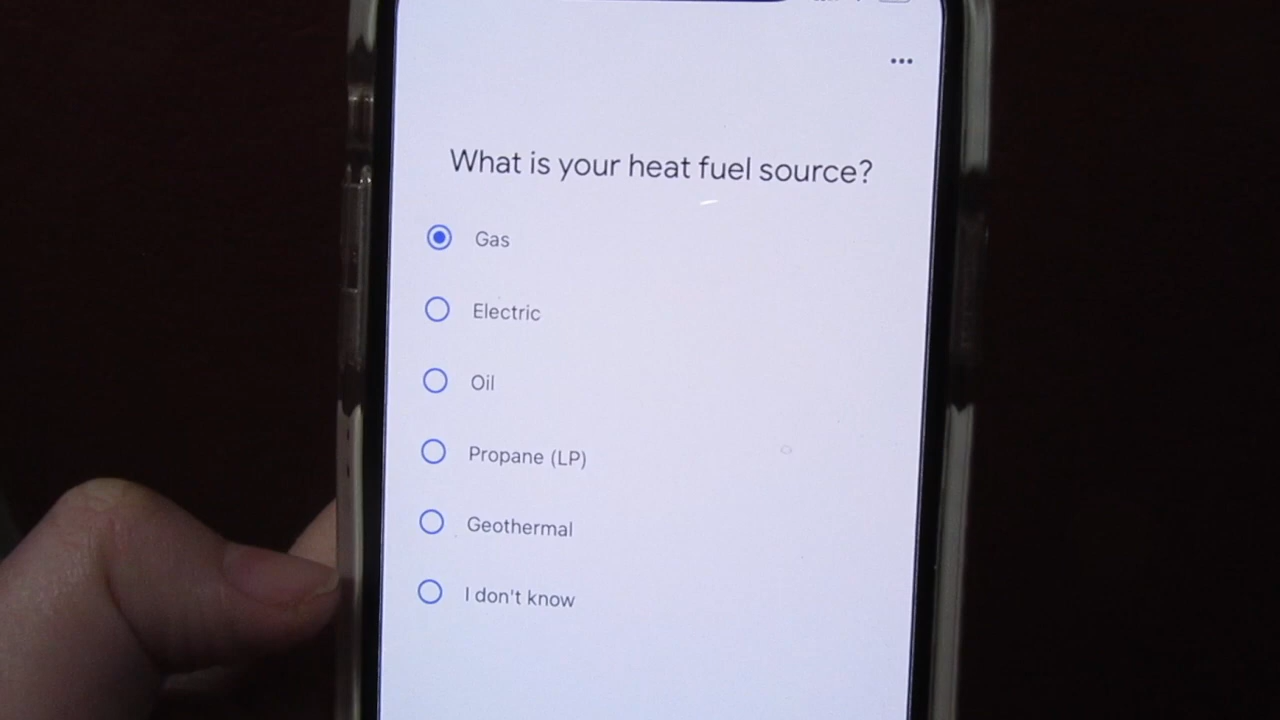 What is your heat fuel source?
Gas
Electric
Oil
Propane (LP)
Geothermal
I don't know